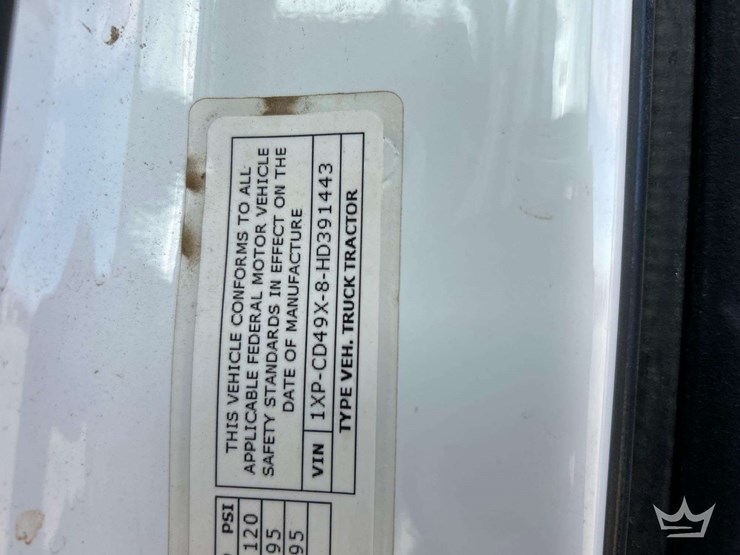 THIS VEHICLE CONFORMS TO ALL
APPLICABLE FEDERAL MOTOR VEHICLE
SAFETY STANDARDS IN EFFECT ON THE
DATE OF MANUFACTURE
VIN 1XP-CD49X-8-HD391443
TYPE VEH. TRUCK TRACTOR
PSI
120
95
95